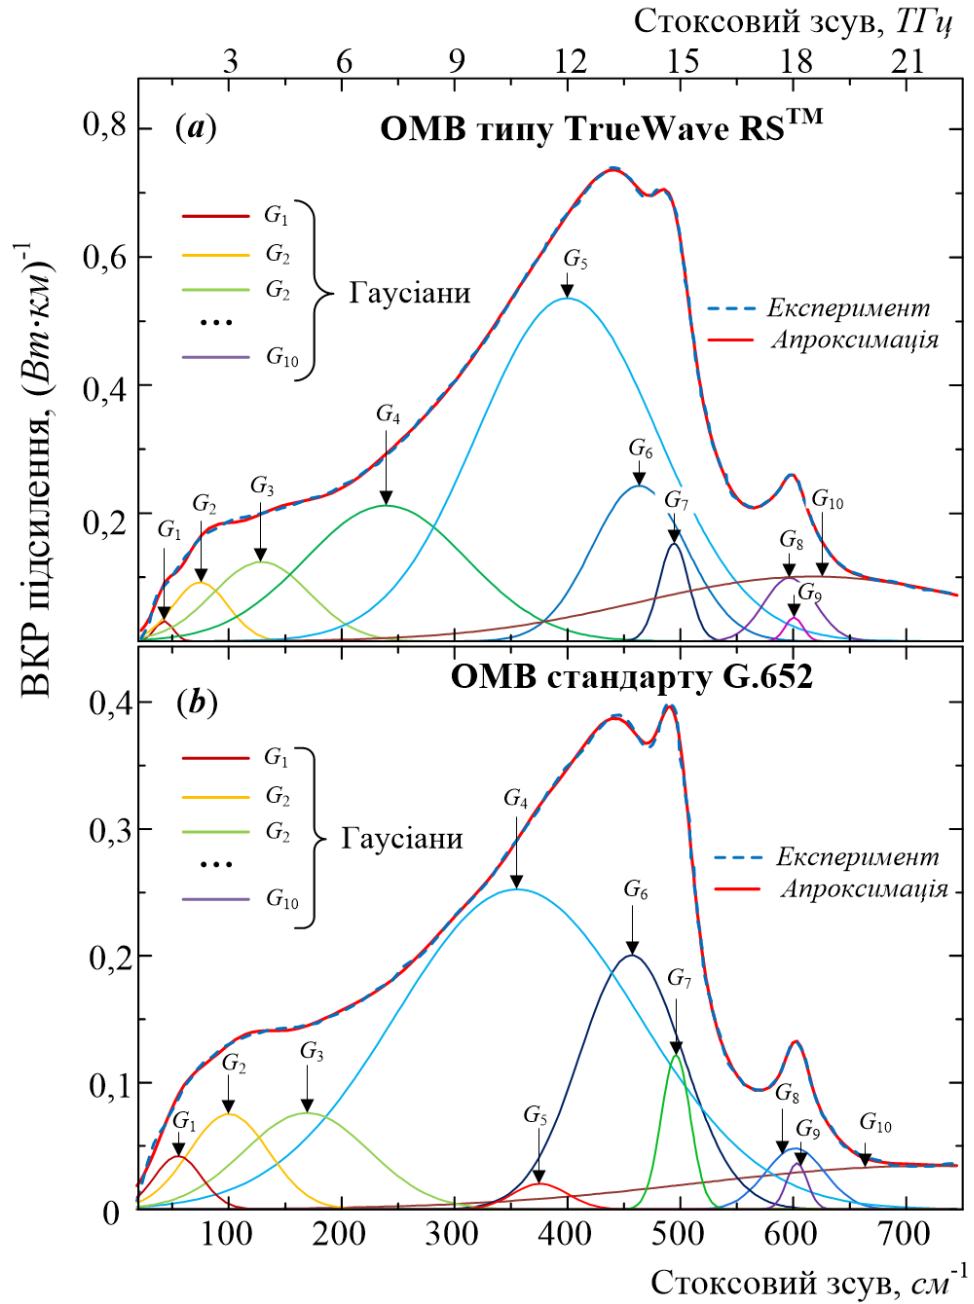 Стоксовий зсув, ТГц
3 6 9 12 15 18 21
(a) ОМВ типу TrueWave RS™
0,8
0,6
0,4
0,2
G1
G2
G2
...
G10
Гаусіани
Експеримент
Апроксимація
G1
G2
G3
G4
G5
G6
G7
G8
G9
G10
ВКР підсилення, (Вт·км)-1
(b) ОМВ стандарту G.652
0,4
0,3
0,2
0,1
0
G1
G2
G2
...
G10
Гаусіани
Експеримент
Апроксимація
G1
G2
G3
G4
G5
G6
G7
G8
G9
G10
100 200 300 400 500 600 700
Стоксовий зсув, см-1